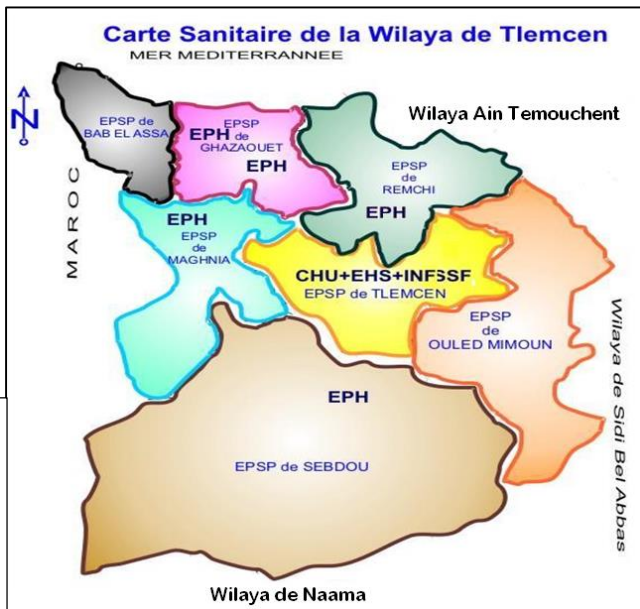 Carte Sanitaire de la Wilaya de Tlemcen
MER MEDITERRANNEE
N
Wilaya Ain Temouchent
EPSP de
BAB EL ASSA
EPH
EPSP
de
GHAZAOUET
EPH
EPSP
de
REMCHI
EPH
MAROC
EPH
EPSP
de
MAGHNIA
CHU+EHS+INFSSF
EPSP de TLEMCEN
EPSP
de
OULED MIMOUN
Wilaya de Sidi Bel Abbas
EPH
EPSP de SEBDOU
Wilaya de Naama